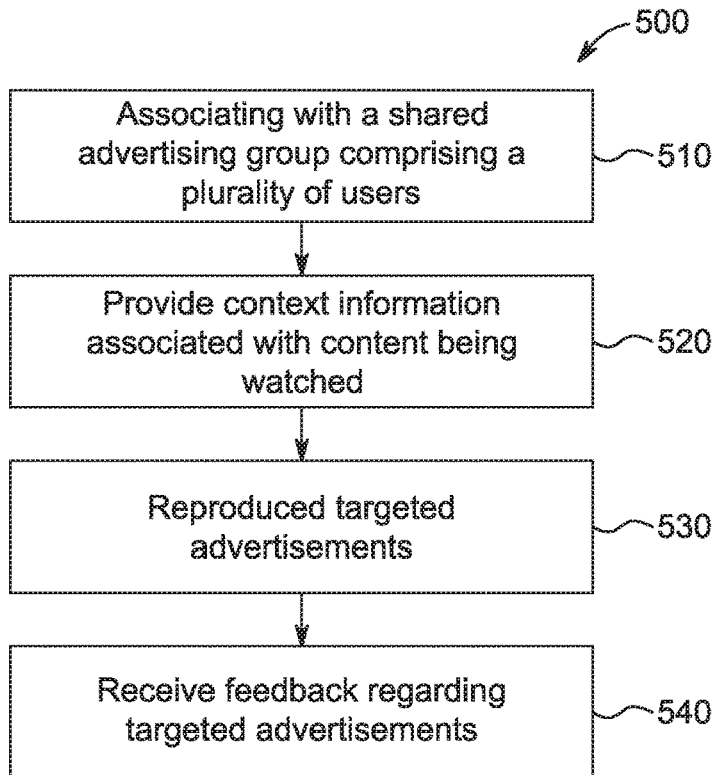 500
Associating with a shared
advertising group comprising a
plurality of users
510
Provide context information
associated with content being
watched
520
Reproduced targeted
advertisements
530
Receive feedback regarding
targeted advertisements
540